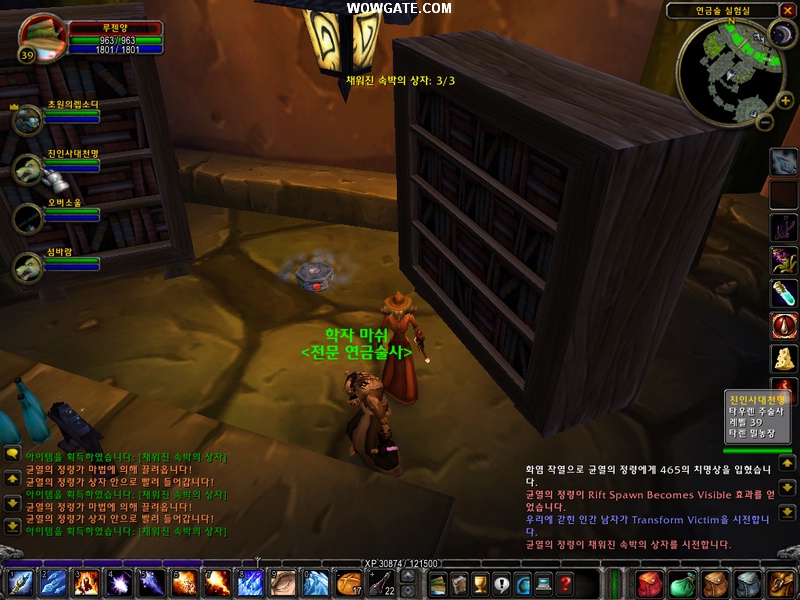 WOWGATE.COM
연금술 실험실
N
루젠양
963 / 963
1801 / 1801
39
채워진 속박의 상자: 3/3
초원의렙소디
진인사대천명
오버소울
섬바람
학자 마쉬
<전문 연금술사>
진인사대천명
타우렌 주술사
레벨 39
타렌 밀농장
아이템을 획득하였습니다: [채워진 속박의 상자]
균열의 정령가 마법에 의해 끌려옵니다!
균열의 정령가 상자 안으로 빨려 들어갑니다!
아이템을 획득하였습니다: [채워진 속박의 상자]
균열의 정령가 마법에 의해 끌려옵니다!
균열의 정령가 상자 안으로 빨려 들어갑니다!
아이템을 획득하였습니다: [채워진 속박의 상자]
화염 작열으로 균열의 정령에게 465의 치명상을 입혔습니
다.
균열의 정령이 Rift Spawn Becomes Visible 효과를 얻
었습니다.
우리에 갇힌 인간 남자가 Transform Victim을 시전합니
다.
균열의 정령이 채워진 속박의 상자를 시전합니다.
XP 30874 / 121500
17
22